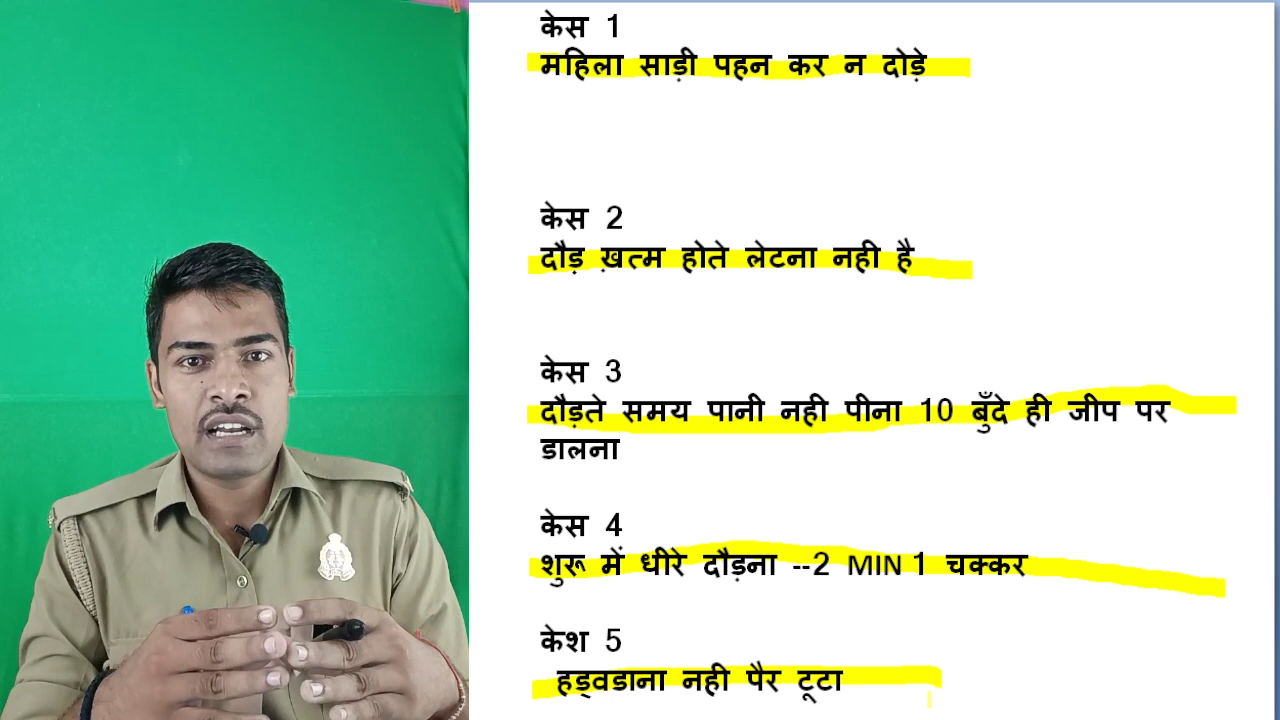 केस 1
महिला साड़ी पहन कर न दोड़े
केस 2
दौड़ ख़त्म होते लेटना नही है
केस 3
दौड़ते समय पानी नही पीना 10 बुँदे ही जीप पर
डालना
केस 4
शुरू में धीरे दौड़ना --2 MIN 1 चक्कर
केश 5
हड्वडाना नही पैर टूटा